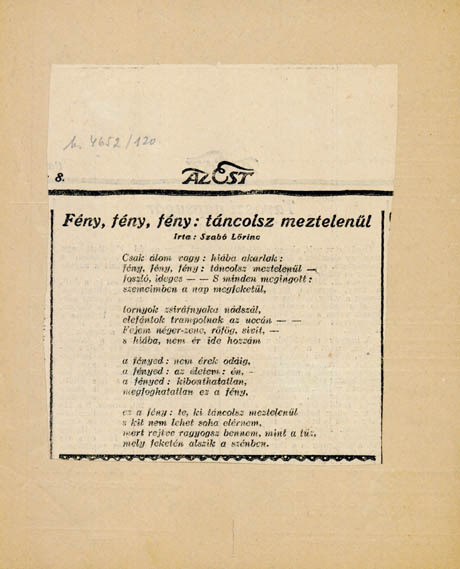 4652/120
8.
AZ EST
Fény, fény, fény: táncolsz meztelenül
Irta: Szabó Lőrinc
Csak álom vagy: hiába akarlak:
fény, fény, fény: táncolsz meztelenül —
foszló, ideges — — S minden megingott:
szemeimben a nap megfeketül,
tornyok zsiráfnyaka nádszál,
elefántok trampolnak az uccán — —
Fejem néger-zene, röfög, sivit, —
s hiába, nem ér ide hozzám
a fényed: nem érek odáig,
a fényed: az életem: én, -
a fényed: kibonthatatlan,
megfoghatatlan ez a fény,
ez a fény: te, ki táncolsz meztelenül
s kit nem lehet soha elérnem,
mert rejtve ragyogsz bennem, mint a tűz,
mely feketén alszik a szénben.